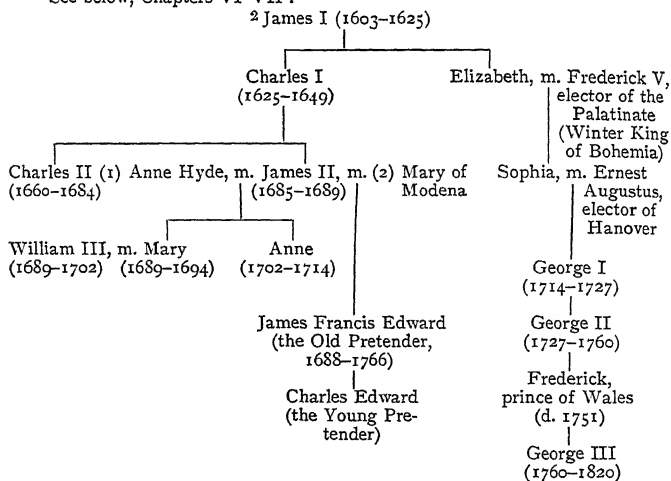 See below, Chapters VI–VII.
² James I (1603–1625)
Charles I
(1625–1649)
Elizabeth, m. Frederick V,
elector of the
Palatinate
(Winter King
of Bohemia)
Charles II (1) Anne Hyde, m. James II, m. (2) Mary of
(1660–1684) (1685–1689) Modena
Sophia, m. Ernest
Augustus,
elector of
Hanover
William III, m. Mary
(1689–1702) (1689–1694)
Anne
(1702–1714)
George I
(1714–1727)
James Francis Edward
(the Old Pretender,
1688–1766)
George II
(1727–1760)
Charles Edward
(the Young Pre-
tender)
Frederick,
prince of Wales
(d. 1751)
George III
(1760–1820)